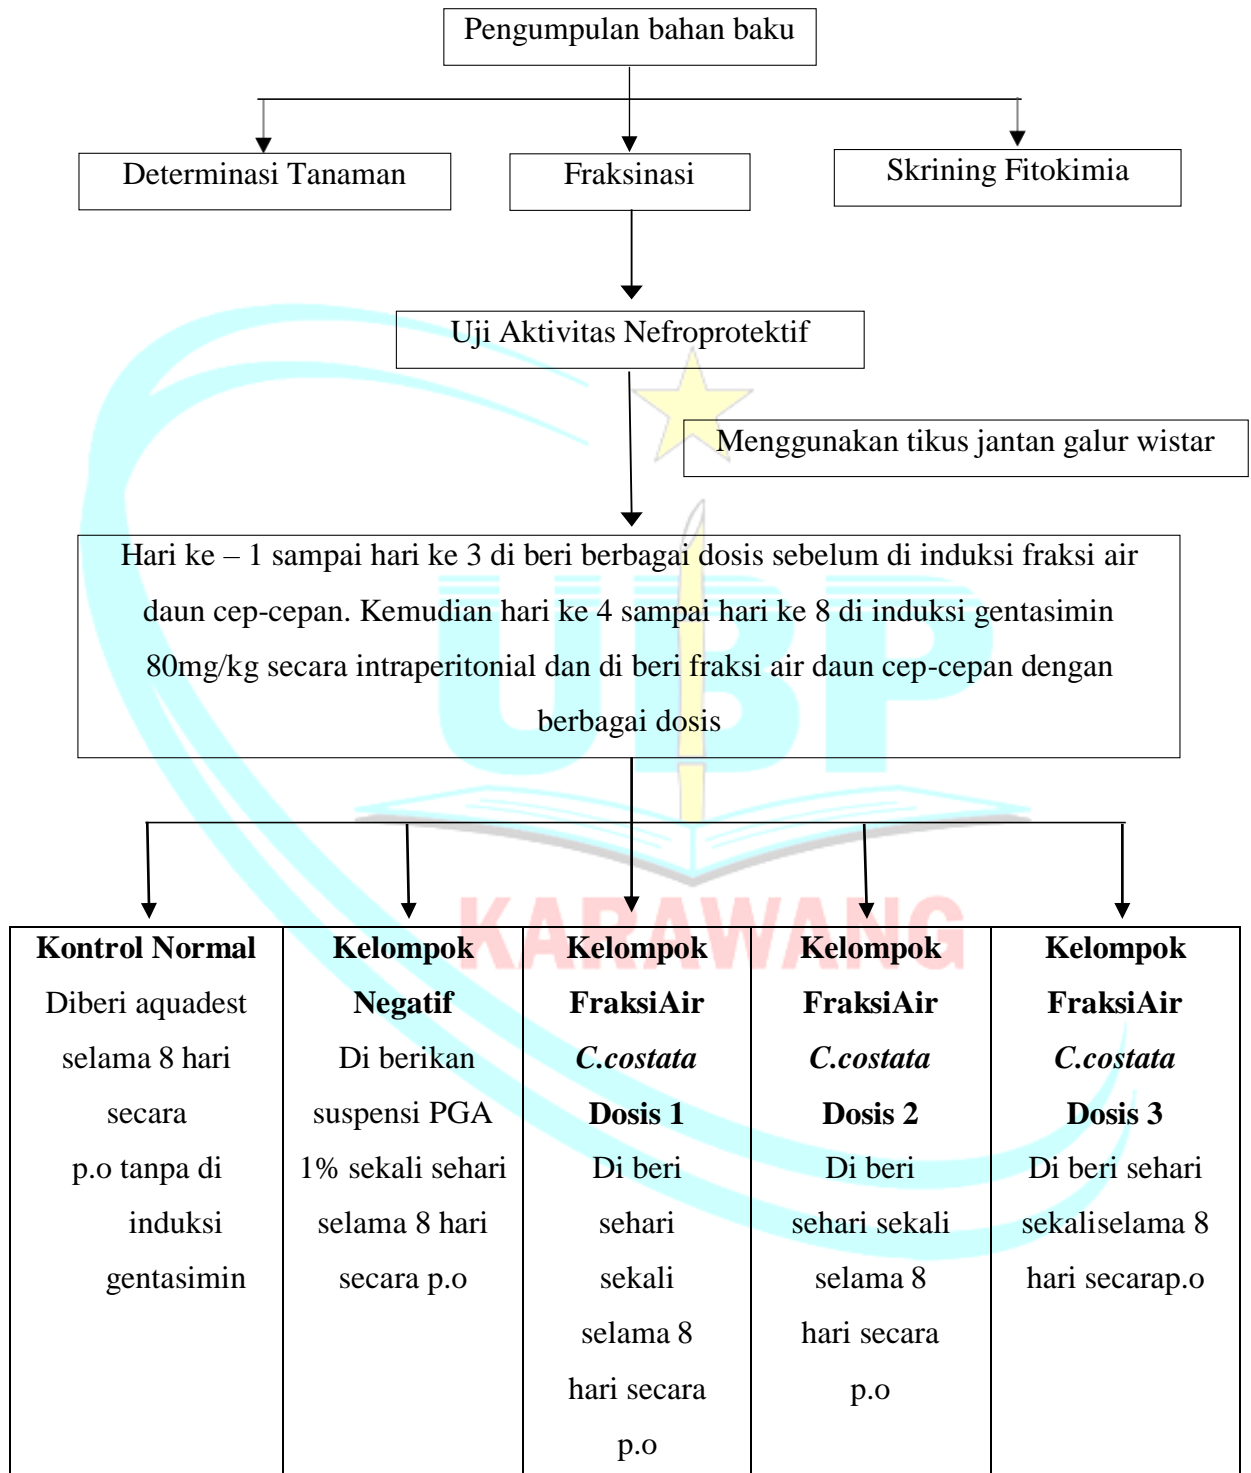 Pengumpulan bahan baku
Determinasi Tanaman
Fraksinasi
Skrining Fitokimia
Uji Aktivitas Nefroprotektif
Menggunakan tikus jantan galur wistar
Hari ke – 1 sampai hari ke 3 di beri berbagai dosis sebelum di induksi fraksi air
daun cep-cepan. Kemudian hari ke 4 sampai hari ke 8 di induksi gentasimin
80mg/kg secara intraperitonial dan di beri fraksi air daun cep-cepan dengan
berbagai dosis
UBP
KARAWANG
Kontrol Normal
Diberi aquadest
selama 8 hari
secara
p.o tanpa di
induksi
gentasimin
Kelompok
Negatif
Di berikan
suspensi PGA
1% sekali sehari
selama 8 hari
secara p.o
Kelompok
FraksiAir
C.costata
Dosis 1
Di beri
sehari
sekali
selama 8
hari secara
p.o
Kelompok
FraksiAir
C.costata
Dosis 2
Di beri
sehari sekali
selama 8
hari secara
p.o
Kelompok
FraksiAir
C.costata
Dosis 3
Di beri sehari
sekaliselama 8
hari secarap.o